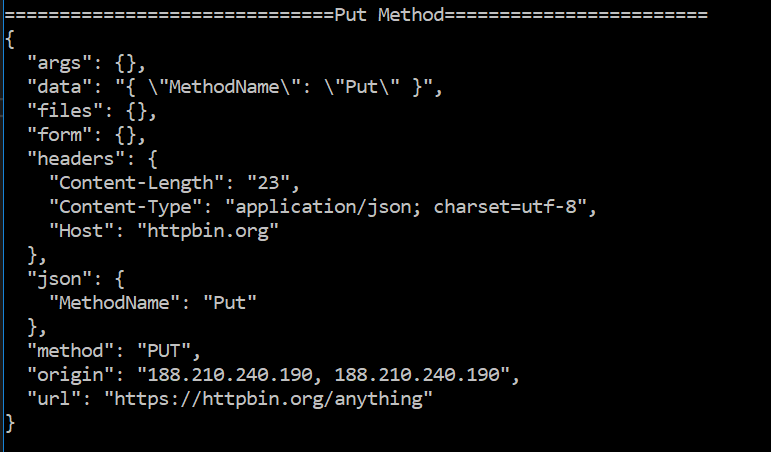 ==============================Put Method========================
{
  "args": {},
  "data": "{ \"MethodName\": \"Put\" }",
  "files": {},
  "form": {},
  "headers": {
    "Content-Length": "23",
    "Content-Type": "application/json; charset=utf-8",
    "Host": "httpbin.org"
  },
  "json": {
    "MethodName": "Put"
  },
  "method": "PUT",
  "origin": "188.210.240.190, 188.210.240.190",
  "url": "https://httpbin.org/anything"
}